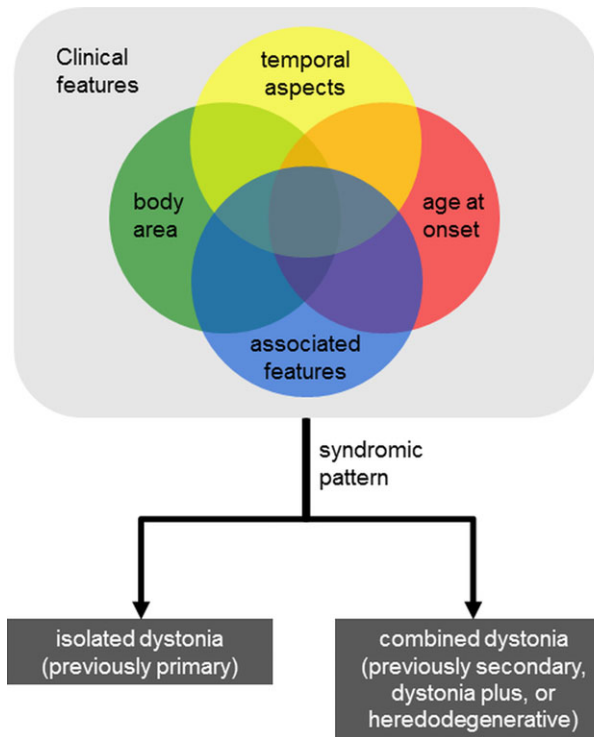 Clinical
features
temporal
aspects
body
area
age at
onset
associated
features
syndromic
pattern
isolated dystonia
(previously primary)
combined dystonia
(previously secondary,
dystonia plus, or
heredodegenerative)